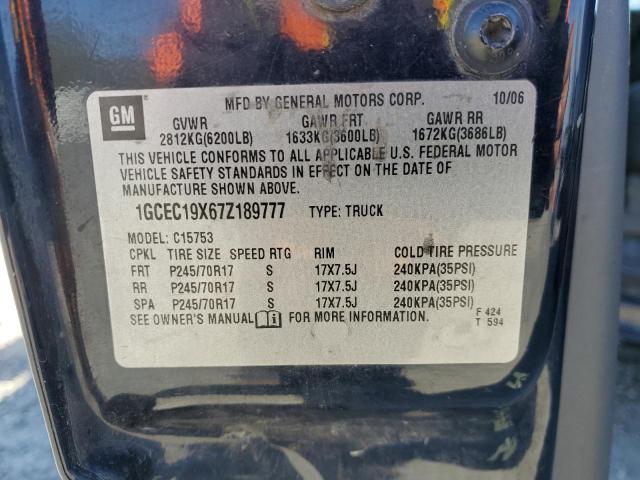 GM
MFD BY GENERAL MOTORS CORP. 10/06
GVWR GAWR FRT GAWR RR
2812KG(6200LB) 1633KG(3600LB) 1672KG(3686LB)
THIS VEHICLE CONFORMS TO ALL APPLICABLE U.S. FEDERAL MOTOR
VEHICLE SAFETY STANDARDS IN EFFECT ON THE DATE OF
MANUFACTURE SHOWN ABOVE.
1GCEC19X67Z189777 TYPE: TRUCK
MODEL: C15753
CPKL TIRE SIZE SPEED RTG RIM COLD TIRE PRESSURE
FRT P245/70R17 S 17X7.5J 240KPA(35PSI)
RR P245/70R17 S 17X7.5J 240KPA(35PSI)
SPA P245/70R17 S 17X7.5J 240KPA(35PSI)
SEE OWNER'S MANUAL FOR MORE INFORMATION.
F 424
T 594